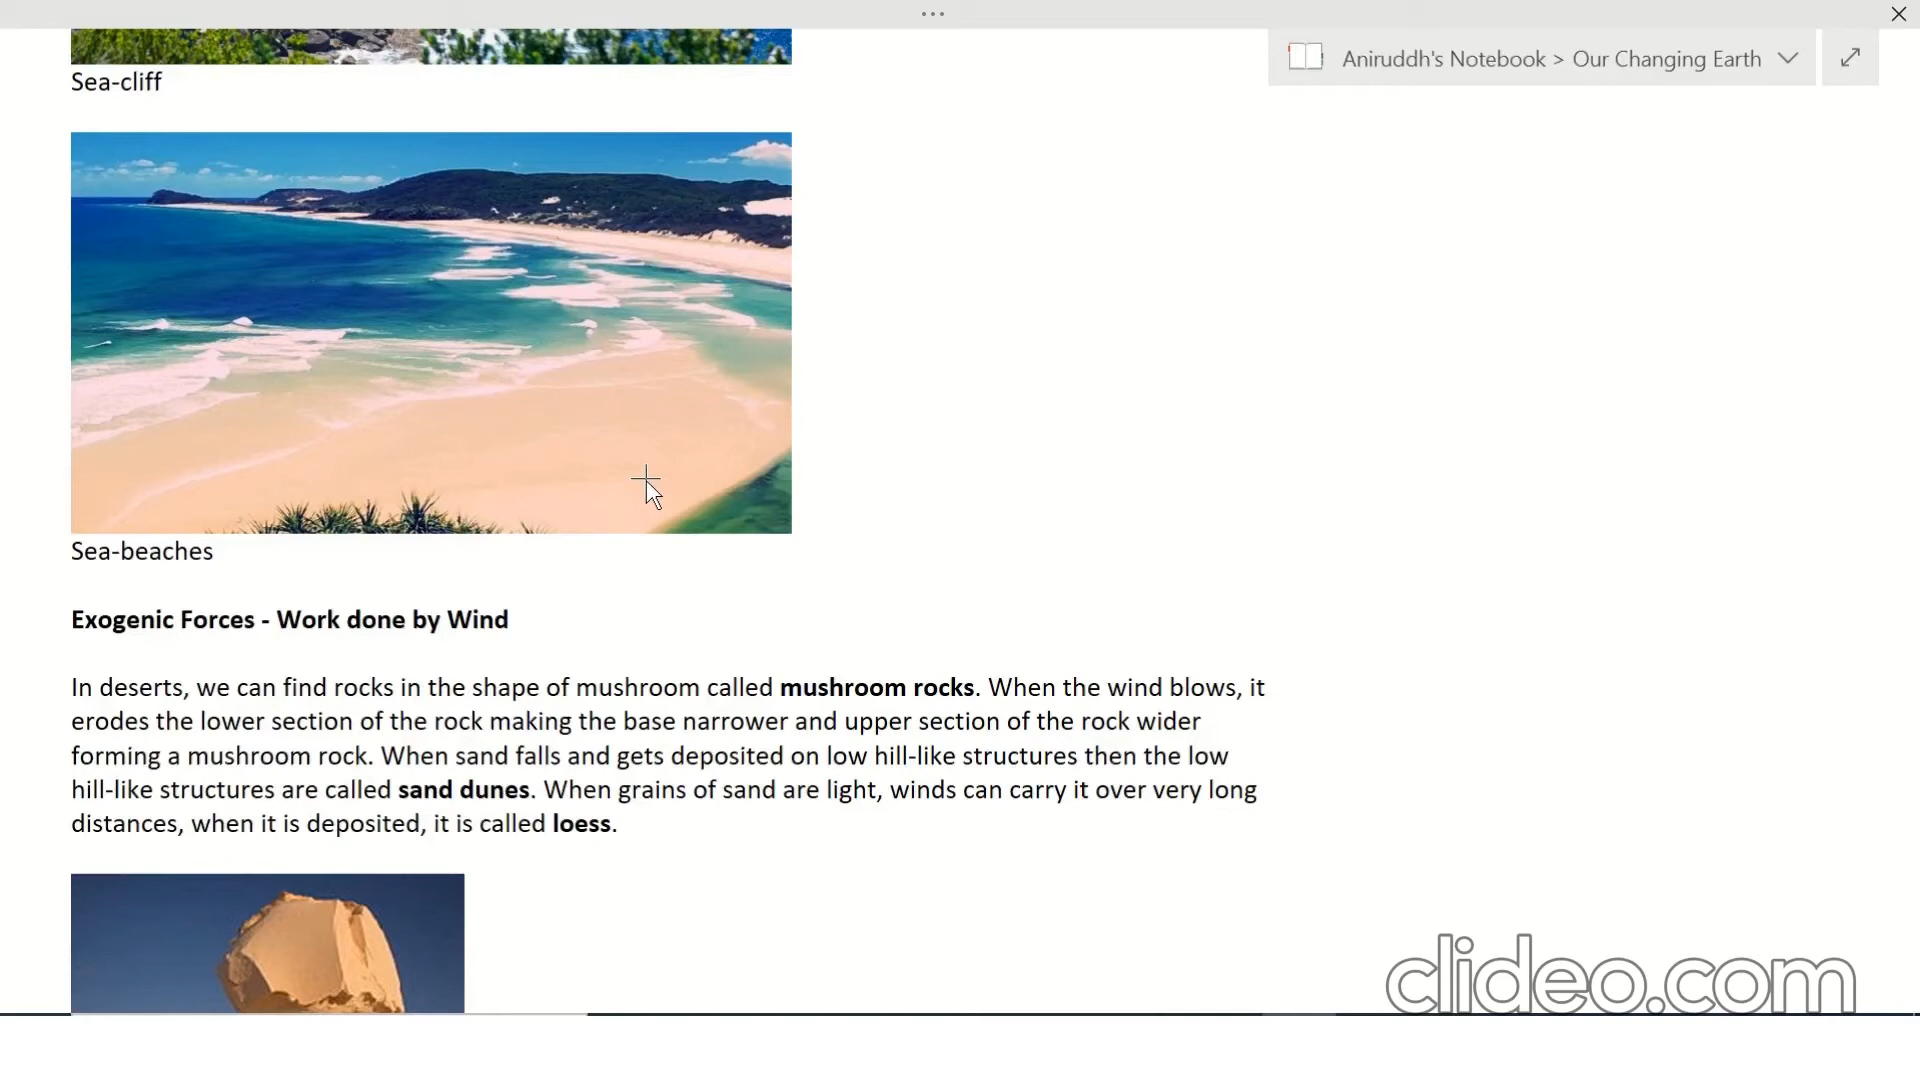 Aniruddh's Notebook > Our Changing Earth
Sea-cliff
Sea-beaches
Exogenic Forces - Work done by Wind
In deserts, we can find rocks in the shape of mushroom called mushroom rocks. When the wind blows, it
erodes the lower section of the rock making the base narrower and upper section of the rock wider
forming a mushroom rock. When sand falls and gets deposited on low hill-like structures then the low
hill-like structures are called sand dunes. When grains of sand are light, winds can carry it over very long
distances, when it is deposited, it is called loess.
clideo.com